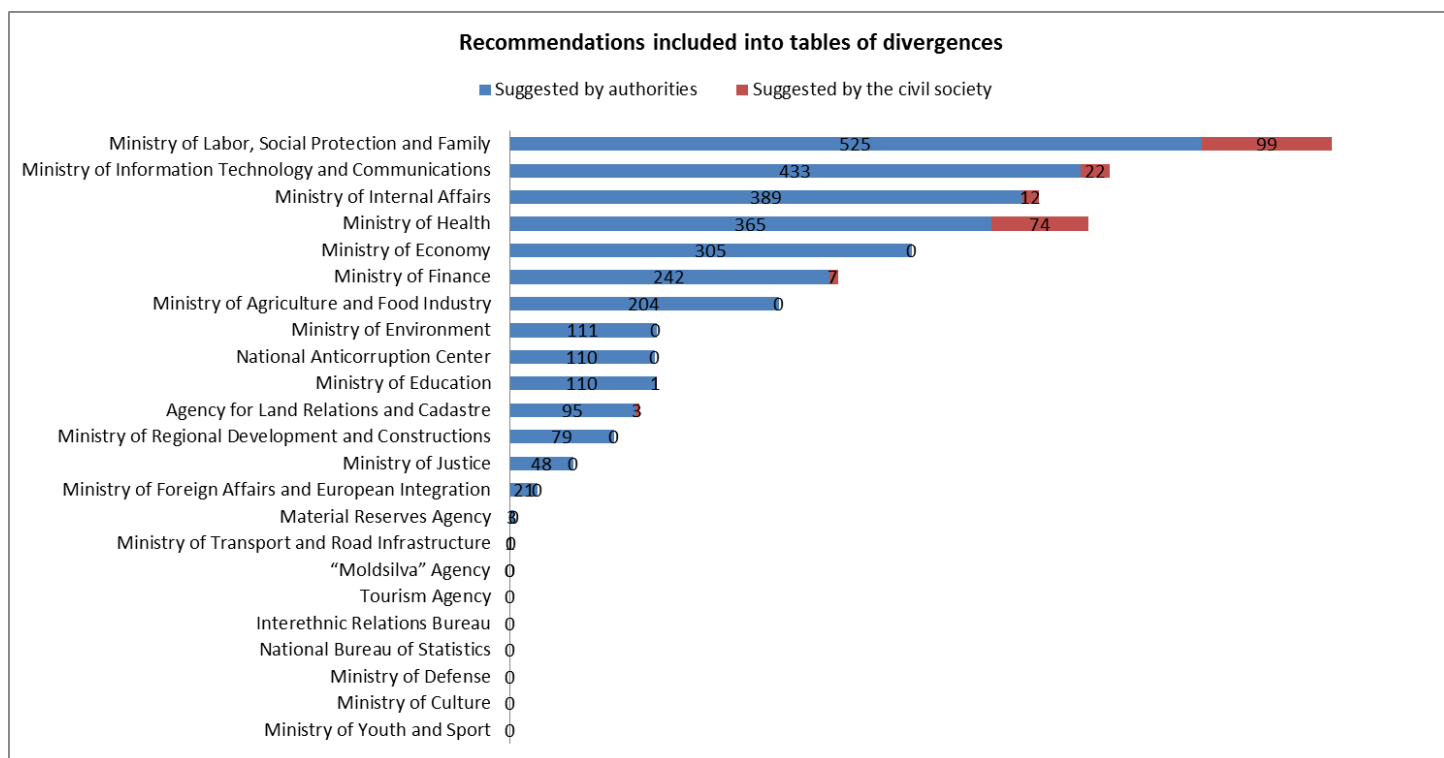 Recommendations included into tables of divergences
Suggested by authorities Suggested by the civil society
Ministry of Labor, Social Protection and Family 525 99
Ministry of Information Technology and Communications 433 22
Ministry of Internal Affairs 389 12
Ministry of Health 365 74
Ministry of Economy 305 0
Ministry of Finance 242 7
Ministry of Agriculture and Food Industry 204 0
Ministry of Environment 111 0
National Anticorruption Center 110 0
Ministry of Education 110 1
Agency for Land Relations and Cadastre 95 3
Ministry of Regional Development and Constructions 79 0
Ministry of Justice 48 0
Ministry of Foreign Affairs and European Integration 21 0
Material Reserves Agency 3 0
Ministry of Transport and Road Infrastructure 1 0
“Moldsilva” Agency 0
Tourism Agency 0
Interethnic Relations Bureau 0
National Bureau of Statistics 0
Ministry of Defense 0
Ministry of Culture 0
Ministry of Youth and Sport 0